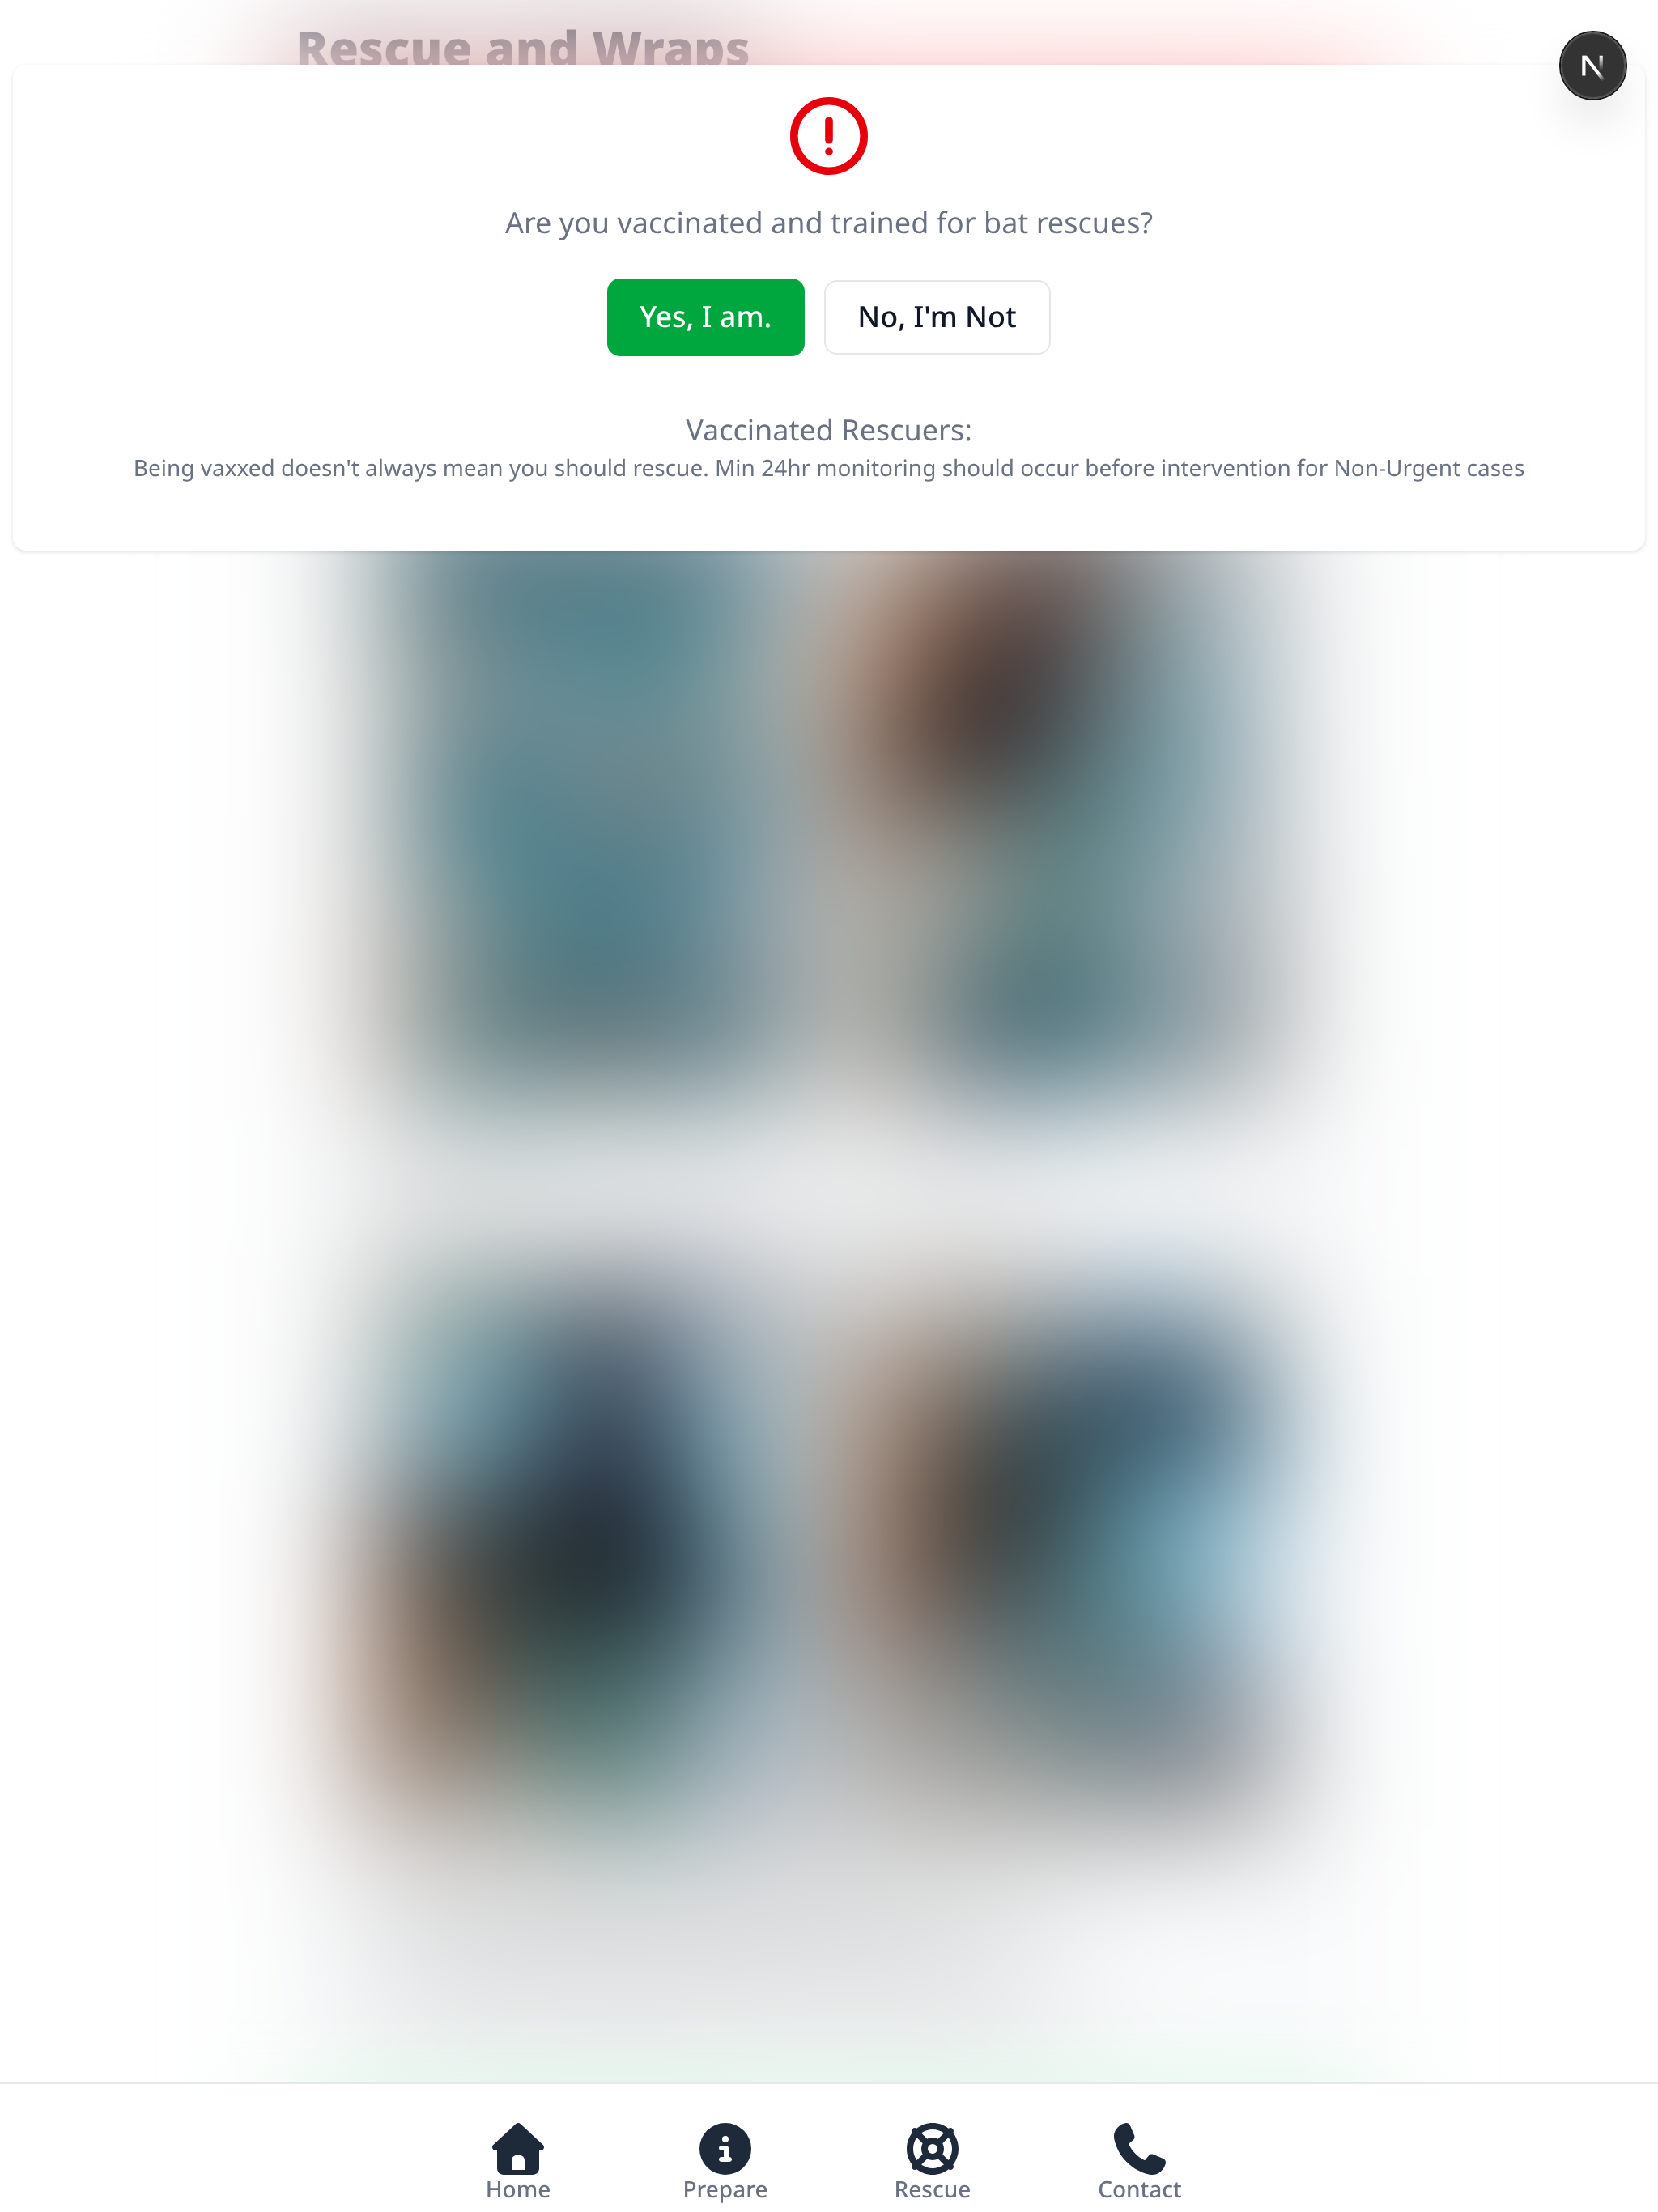 Rescue and Wraps
N
Are you vaccinated and trained for bat rescues?
Yes, I am.
No, I'm Not
Vaccinated Rescuers:
Being vaxxed doesn't always mean you should rescue. Min 24hr monitoring should occur before intervention for Non-Urgent cases
Home
Prepare
Rescue
Contact